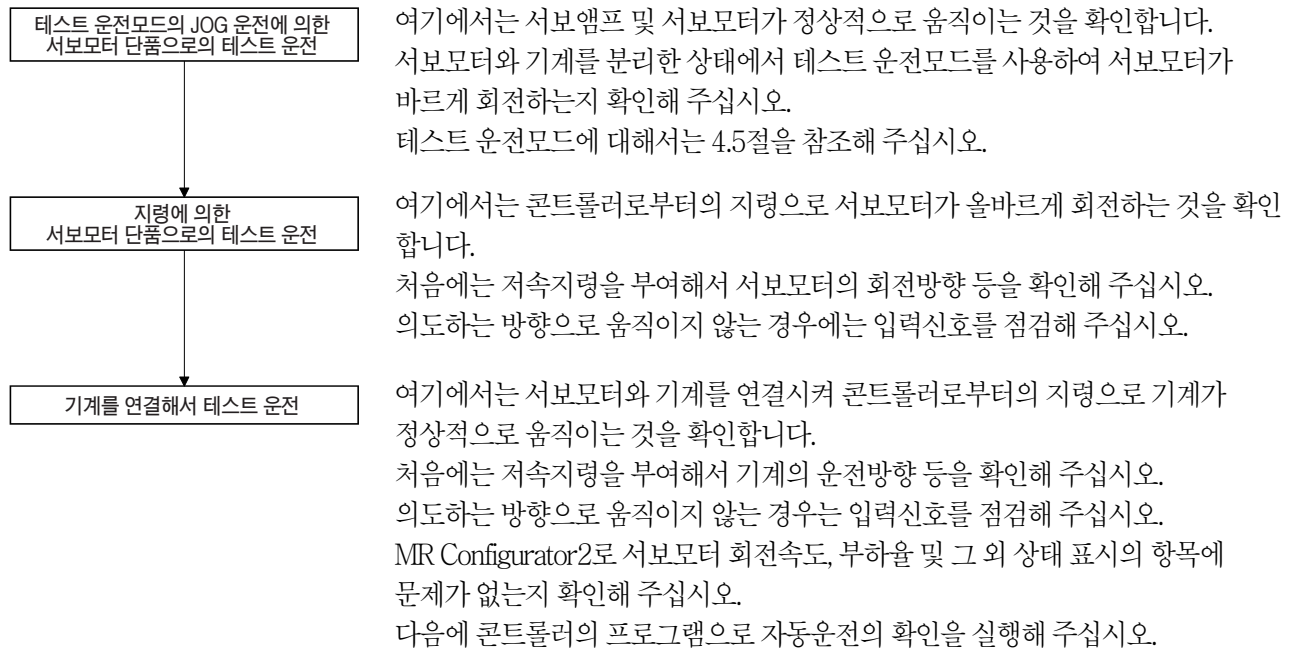 테스트 운전모드의 JOG 운전에 의한
서보모터 단품으로의 테스트 운전
여기에서는 서보앰프 및 서보모터가 정상적으로 움직이는 것을 확인합니다.
서보모터와 기계를 분리한 상태에서 테스트 운전모드를 사용하여 서보모터가
바르게 회전하는지 확인해 주십시오.
테스트 운전모드에 대해서는 4.5절을 참조해 주십시오.
지령에 의한
서보모터 단품으로의 테스트 운전
여기에서는 콘트롤러로부터의 지령으로 서보모터가 올바르게 회전하는 것을 확인
합니다.
처음에는 저속지령을 부여해서 서보모터의 회전방향 등을 확인해 주십시오.
의도하는 방향으로 움직이지 않는 경우에는 입력신호를 점검해 주십시오.
기계를 연결해서 테스트 운전
여기에서는 서보모터와 기계를 연결시켜 콘트롤러로부터의 지령으로 기계가
정상적으로 움직이는 것을 확인합니다.
처음에는 저속지령을 부여해서 기계의 운전방향 등을 확인해 주십시오.
의도하는 방향으로 움직이지 않는 경우는 입력신호를 점검해 주십시오.
MR Configurator2로 서보모터 회전속도, 부하율 및 그 외 상태 표시의 항목에
문제가 없는지 확인해 주십시오.
다음에 콘트롤러의 프로그램으로 자동운전의 확인을 실행해 주십시오.